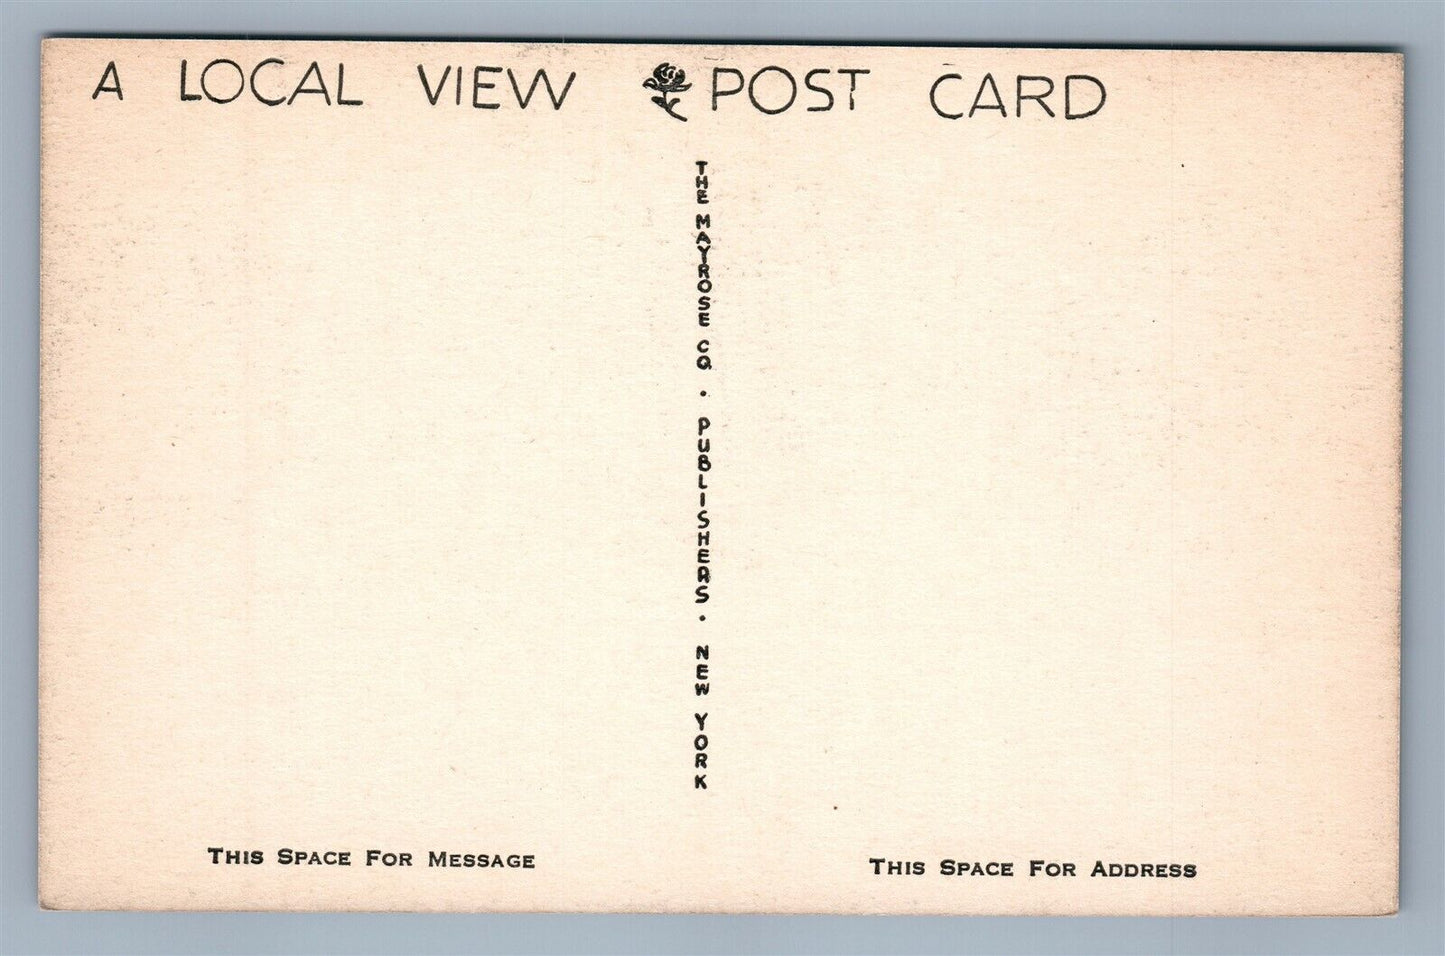 A LOCAL VIEW POST CARD
THE MAYROSE CO. · PUBLISHERS · NEW YORK
THIS SPACE FOR MESSAGE
THIS SPACE FOR ADDRESS